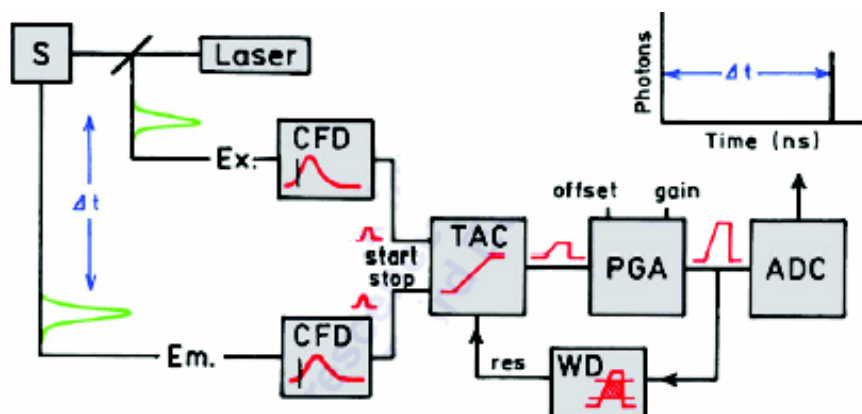 S
Laser
Δt
Ex.
CFD
Em.
CFD
start
stop
TAC
offset
gain
PGA
ADC
res
WD
Photons
Δt
Time (ns)